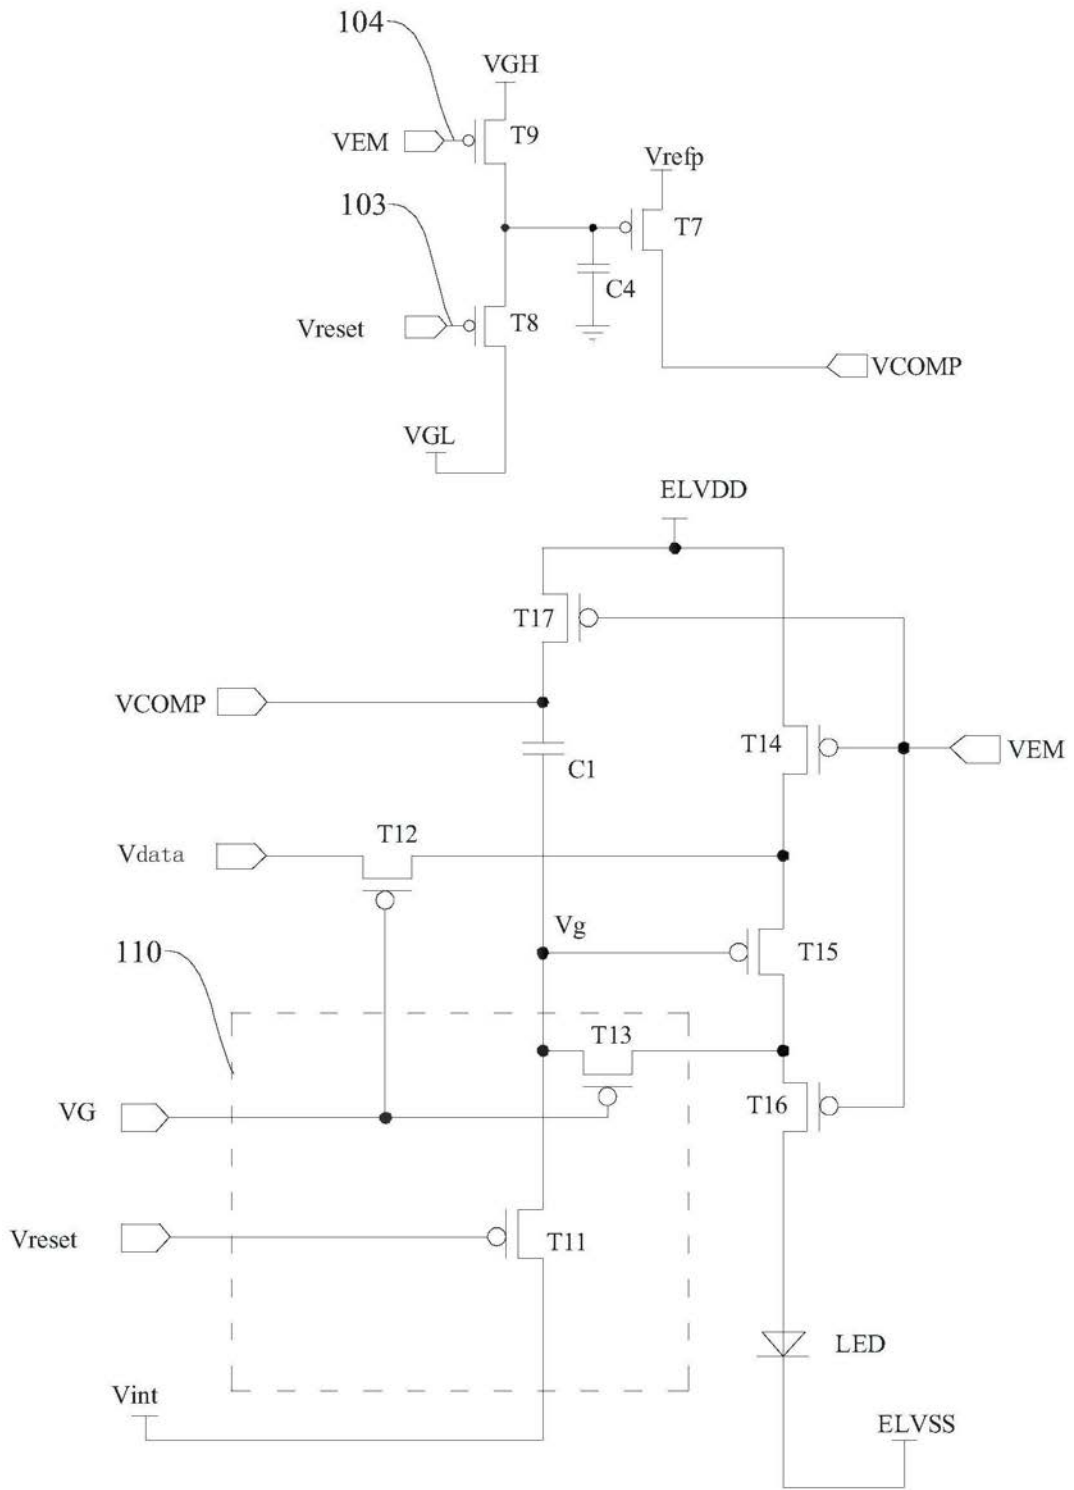 104
VGH
VEM
T9
Vrefp
103
T7
C4
Vreset
T8
VCOMP
VGL
ELVDD
T17
VCOMP
T14
VEM
C1
T12
Vdata
Vg
110
T15
T13
VG
T16
Vreset
T11
LED
Vint
ELVSS